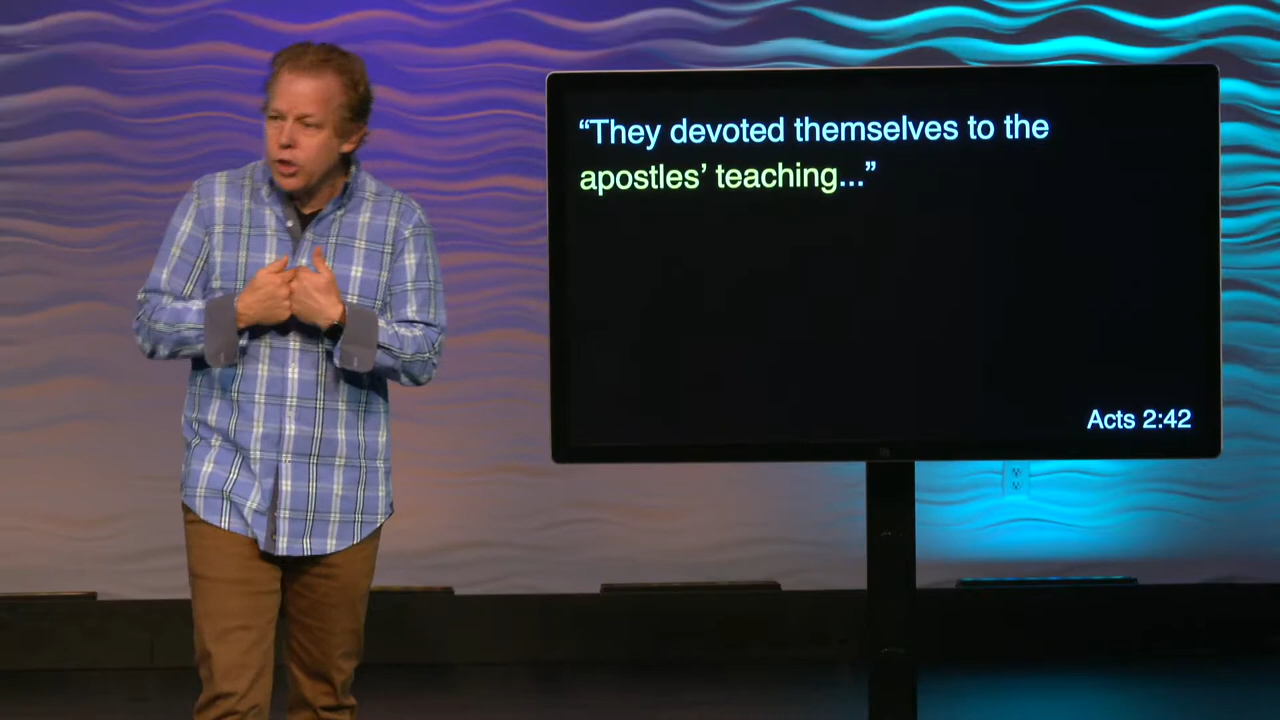 “They devoted themselves to the
apostles’ teaching...”
Acts 2:42